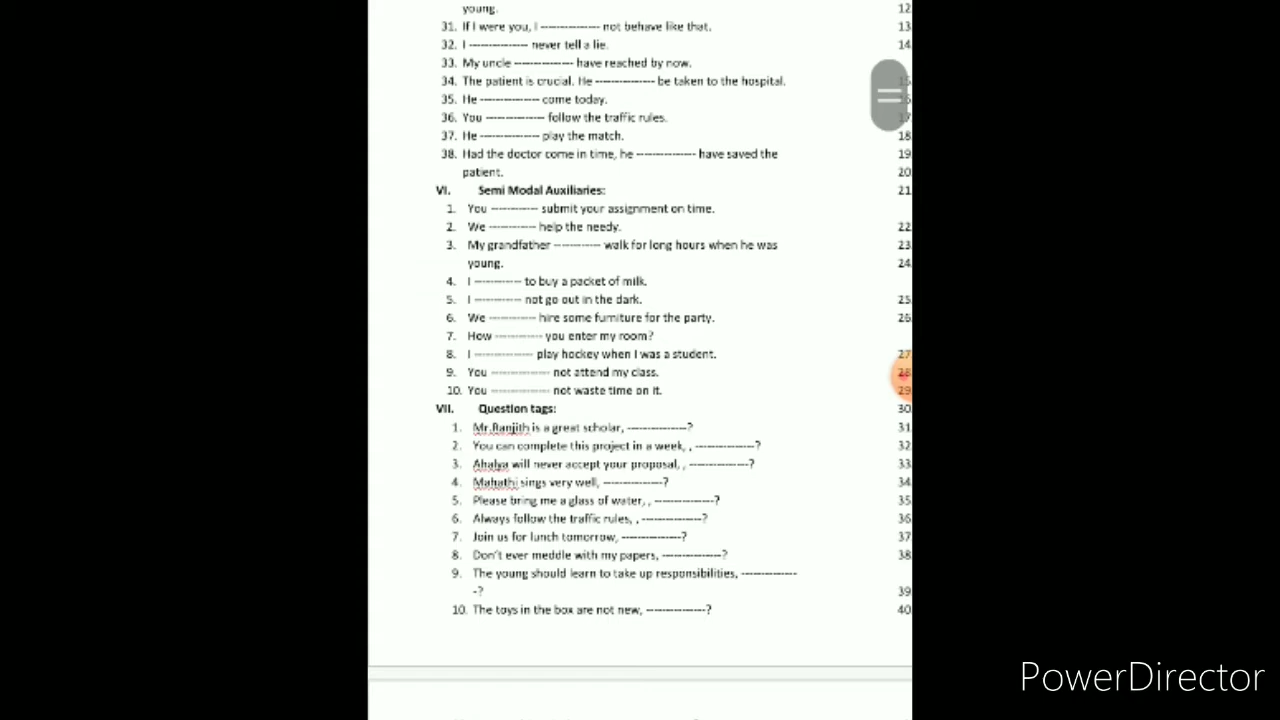 young.
31. If I were you, I --------------- not behave like that.
32. I --------------- never tell a lie.
33. My uncle --------------- have reached by now.
34. The patient is crucial. He --------------- be taken to the hospital.
35. He --------------- come today.
36. You --------------- follow the traffic rules.
37. He --------------- play the match.
38. Had the doctor come in time, he --------------- have saved the
patient.
VI. Semi Modal Auxiliaries:
1. You ------------ submit your assignment on time.
2. We ------------ help the needy.
3. My grandfather ------------ walk for long hours when he was
young.
4. I ------------ to buy a packet of milk.
5. I ------------ not go out in the dark.
6. We ------------ hire some furniture for the party.
7. How ------------ you enter my room?
8. I --------------- play hockey when I was a student.
9. You --------------- not attend my class.
10. You --------------- not waste time on it.
VII. Question tags:
1. Mr.Ranjith is a great scholar, ---------------?
2. You can complete this project in a week, , ---------------?
3. Ahalya will never accept your proposal, , ---------------?
4. Mahathi sings very well, ---------------?
5. Please bring me a glass of water, , ---------------?
6. Always follow the traffic rules, , ---------------?
7. Join us for lunch tomorrow, ---------------?
8. Don't ever meddle with my papers, ---------------?
9. The young should learn to take up responsibilities, --------------
-?
10. The toys in the box are not new, ---------------?
12
13
14
15
16
17
18
19
20
21
22
23
24
25
26
27
28
29
30
31
32
33
34
35
36
37
38
39
40
PowerDirector